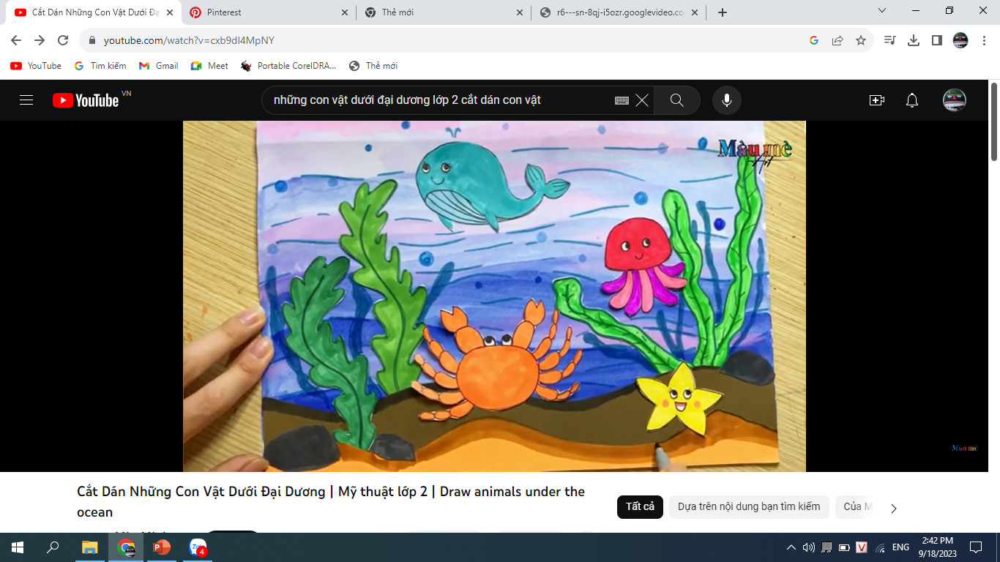 Cắt Dán Những Con Vật Dưới Đạ
Pinterest
Thẻ mới
r6---sn-8qj-i5ozr.googlevideo.co
youtube.com/watch?v=cxb9dI4MpNY
YouTube
Tìm kiếm
Gmail
Meet
Portable CorelDRA...
Thẻ mới
YouTube VN
những con vật dưới đại dương lớp 2 cắt dán con vật
Màu mè
Art
Màu mè
Cắt Dán Những Con Vật Dưới Đại Dương | Mỹ thuật lớp 2 | Draw animals under the
ocean
Tất cả
Dựa trên nội dung bạn tìm kiếm
Của M
4
ENG
2:42 PM
9/18/2023